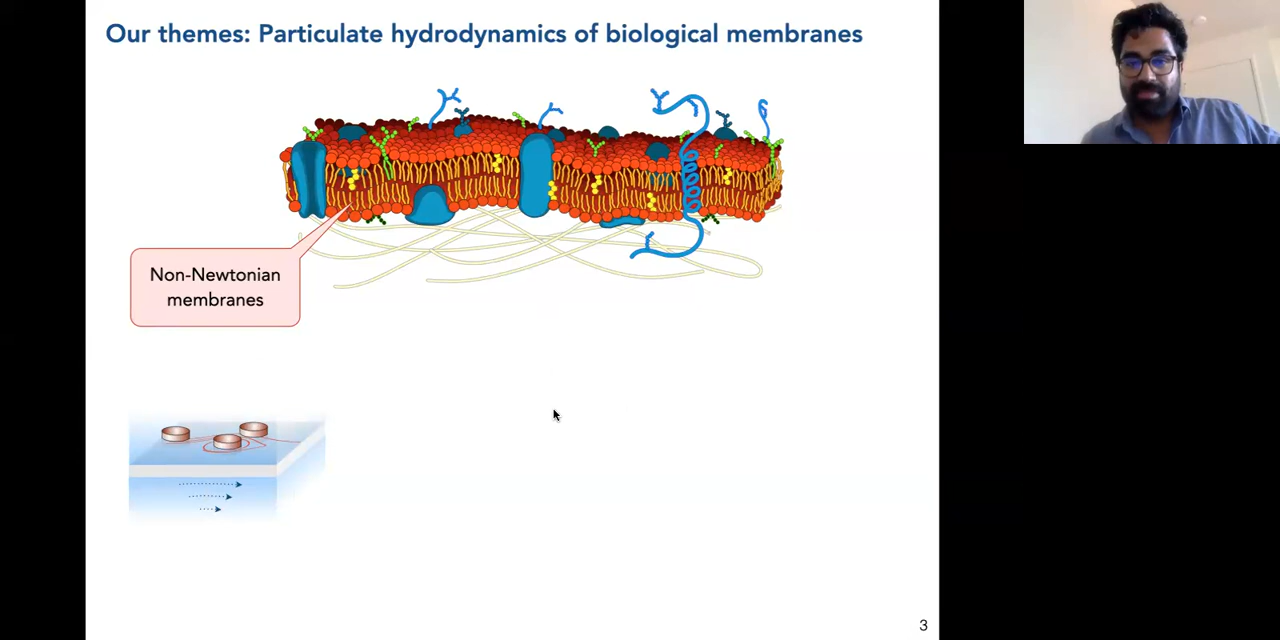 Our themes: Particulate hydrodynamics of biological membranes
Non-Newtonian
membranes
3